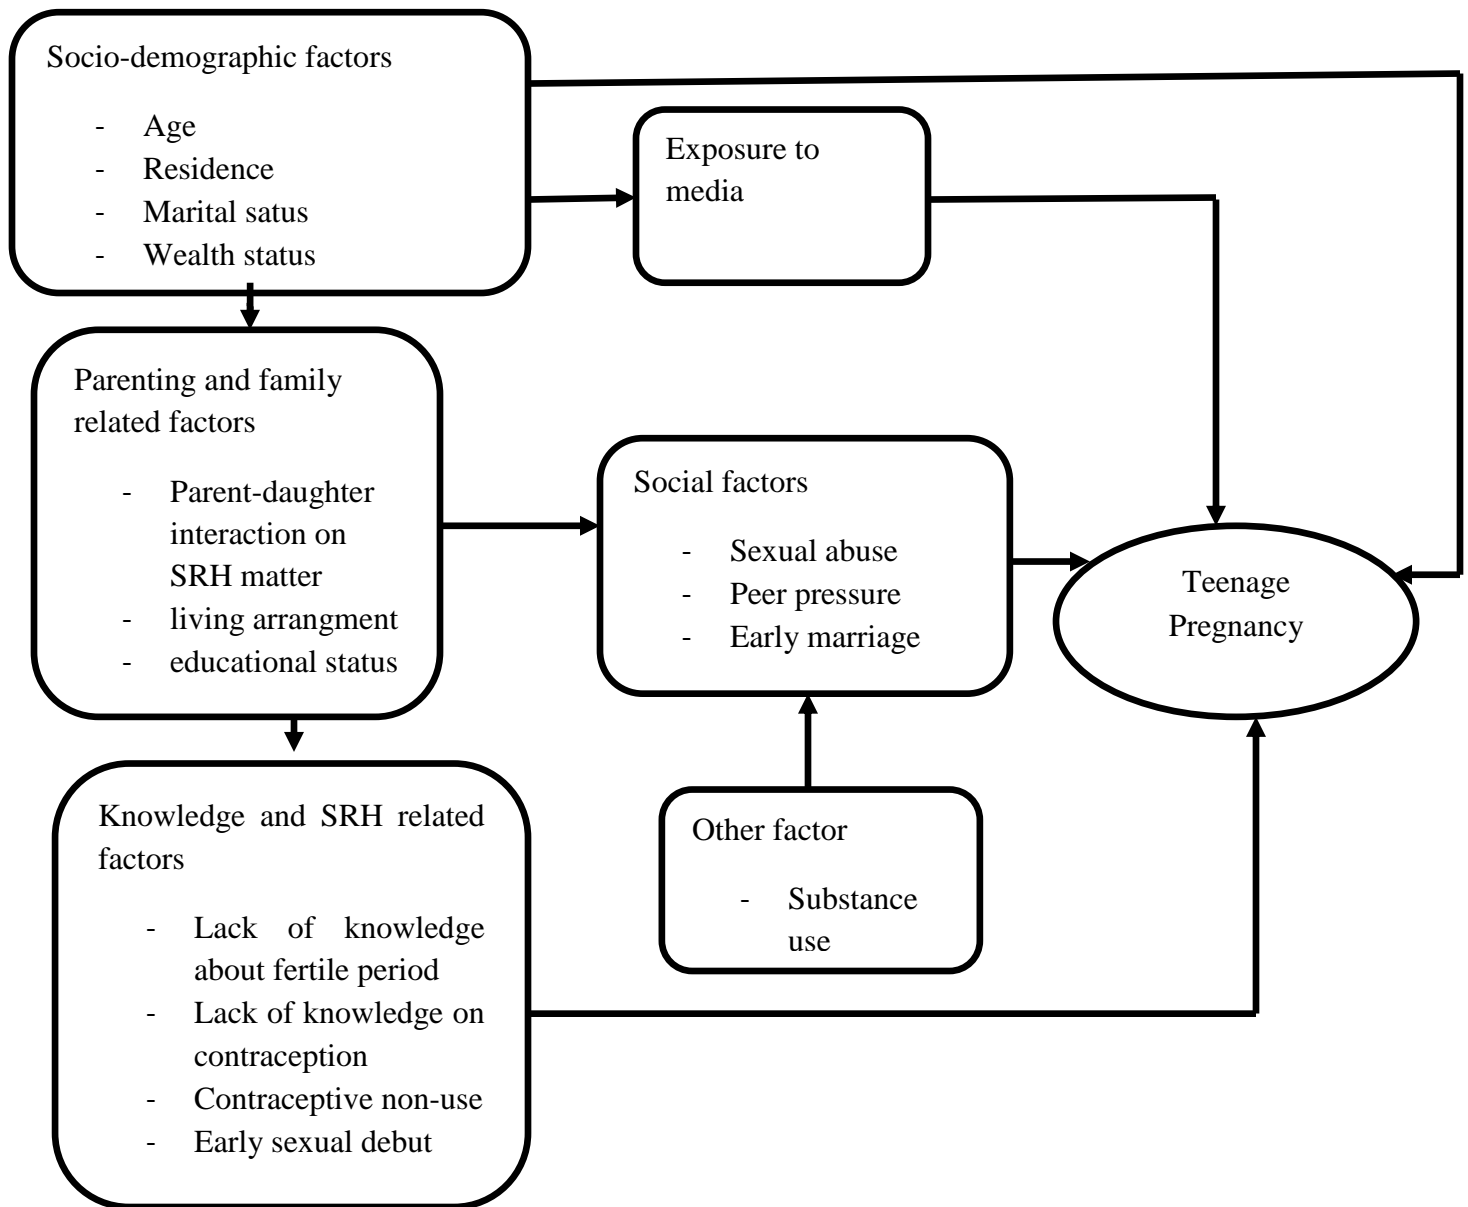 Socio-demographic factors
- Age
- Residence
- Marital satus
- Wealth status
Exposure to
media
Parenting and family
related factors
- Parent-daughter
interaction on
SRH matter
- living arrangment
- educational status
Social factors
- Sexual abuse
- Peer pressure
- Early marriage
Teenage
Pregnancy
Knowledge and SRH related
factors
- Lack of knowledge
about fertile period
- Lack of knowledge on
contraception
- Contraceptive non-use
- Early sexual debut
Other factor
- Substance
use